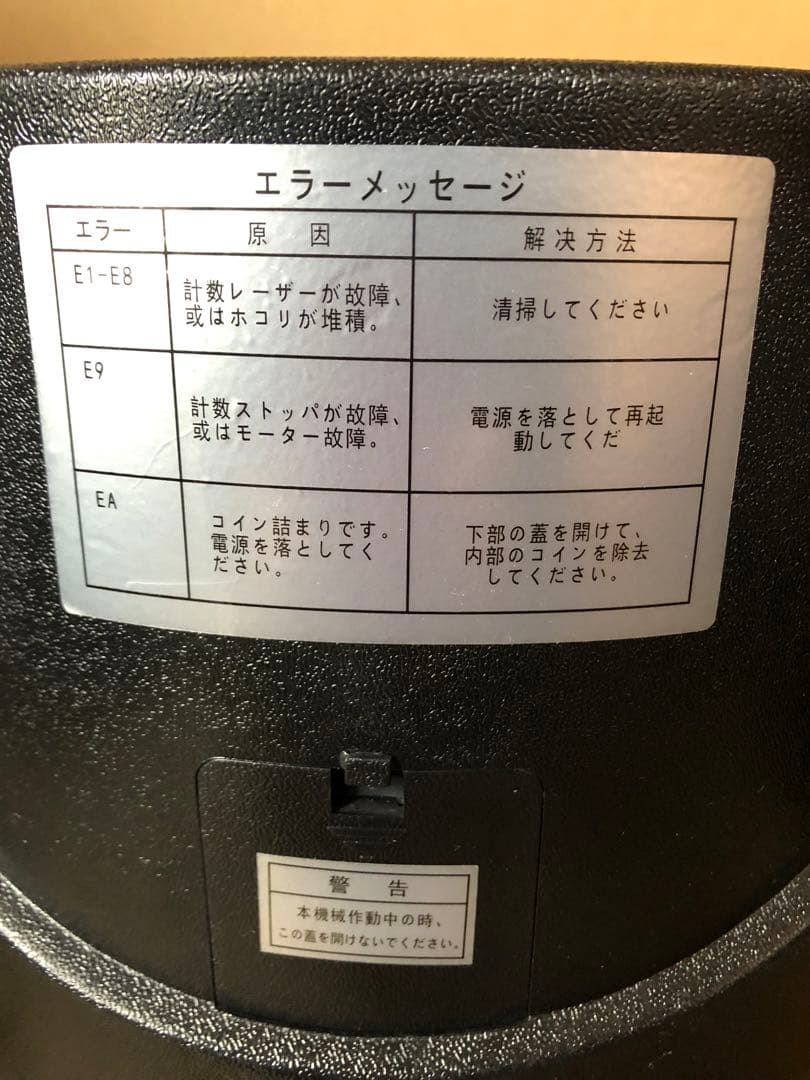 エラーメッセージ
エラー
原 因
解決方法
E1-E8
計数レーザーが故障、
或はホコリが堆積。
清掃してください
E9
計数ストッパが故障、
或はモーター故障。
電源を落として再起
動してくだ
EA
コイン詰まりです。
電源を落としてく
ださい。
下部の蓋を開けて、
内部のコインを除去
してください。
警 告
本機械作動中の時、
この蓋を開けないでください。